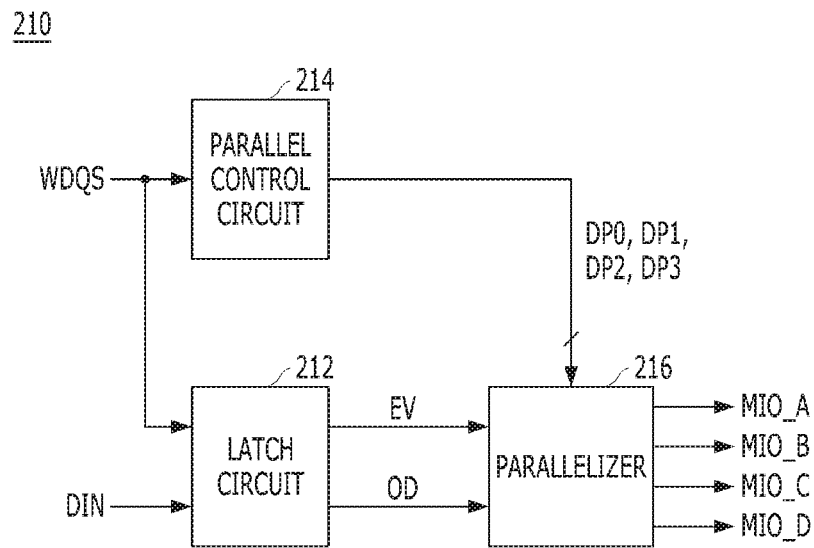 210
214
PARALLEL
CONTROL
CIRCUIT
WDQS
DP0, DP1,
DP2, DP3
212
216
LATCH
CIRCUIT
EV
OD
DIN
PARALLELIZER
MIO_A
MIO_B
MIO_C
MIO_D